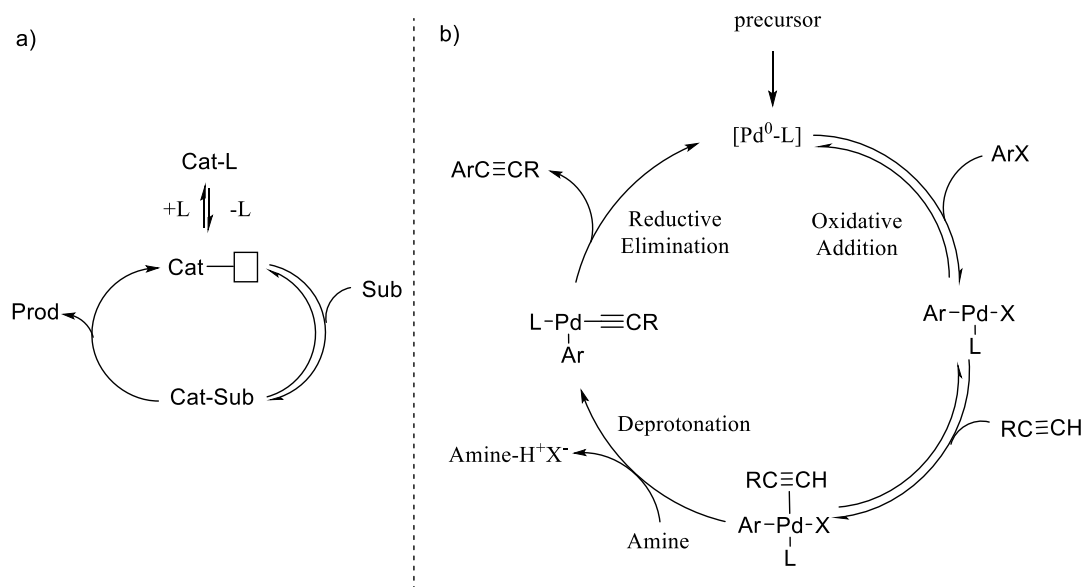 a)
Cat-L
+L -L
Cat
Sub
Prod
Cat-Sub
b)
precursor
[Pd⁰-L]
ArX
ArC≡CR
Reductive
Elimination
Oxidative
Addition
L-Pd-≡CR
Ar
Ar-Pd-X
L
Deprotonation
RC≡CH
Amine-H⁺X⁻
RC≡CH
Ar-Pd-X
Amine
L